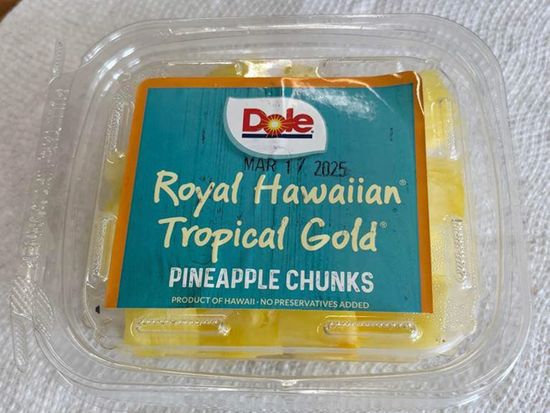 Dole
MAR 17 2025
Royal Hawaiian®
Tropical Gold®
PINEAPPLE CHUNKS
PRODUCT OF HAWAII • NO PRESERVATIVES ADDED